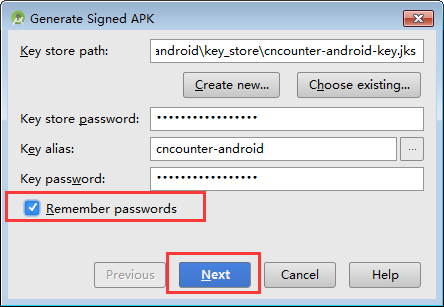 Generate Signed APK
Key store path:
android\key_store\cncounter-android-key.jks
Create new...
Choose existing...
Key store password:
••••••••••••••••
Key alias:
cncounter-android
...
Key password:
••••••••••••••••
Remember passwords
Previous
Next
Cancel
Help